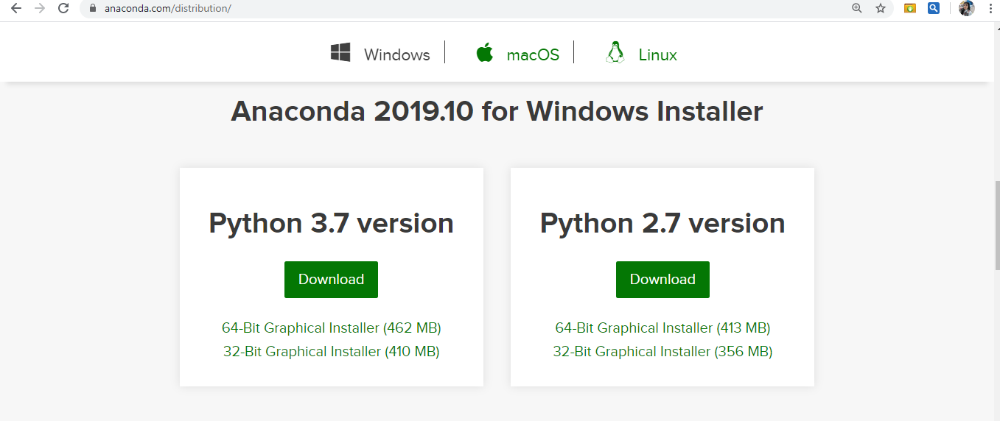 anaconda.com/distribution/
Windows macOS Linux
Anaconda 2019.10 for Windows Installer
Python 3.7 version
Download
64-Bit Graphical Installer (462 MB)
32-Bit Graphical Installer (410 MB)
Python 2.7 version
Download
64-Bit Graphical Installer (413 MB)
32-Bit Graphical Installer (356 MB)